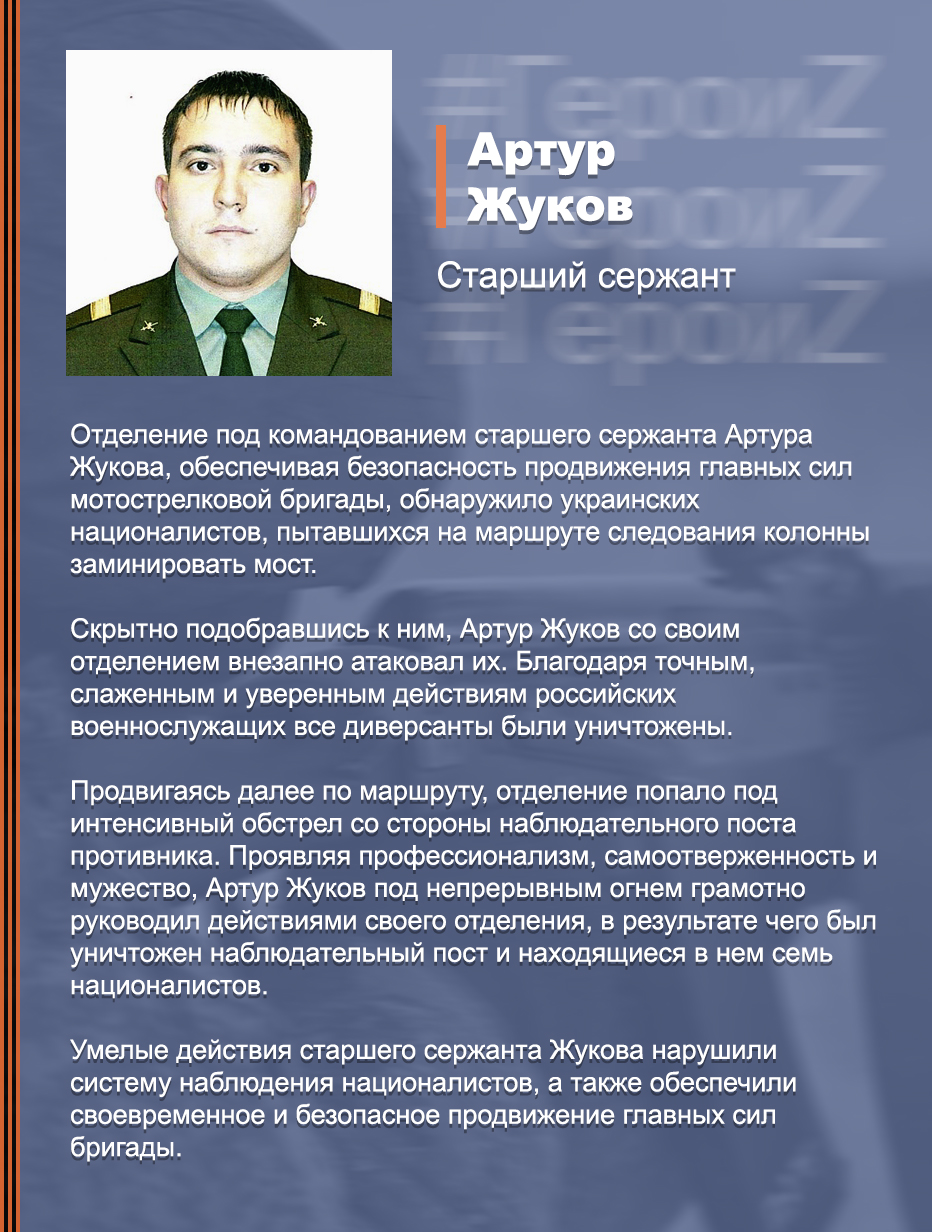 #ГероиZ
Артур
#ГероиZ
Жуков
Старший сержант
#ГероиZ
Отделение под командованием старшего сержанта Артура
Жукова, обеспечивая безопасность продвижения главных сил
мотострелковой бригады, обнаружило украинских
националистов, пытавшихся на маршруте следования колонны
заминировать мост.
Скрытно подобравшись к ним, Артур Жуков со своим
отделением внезапно атаковал их. Благодаря точным,
слаженным и уверенным действиям российских
военнослужащих все диверсанты были уничтожены.
Продвигаясь далее по маршруту, отделение попало под
интенсивный обстрел со стороны наблюдательного поста
противника. Проявляя профессионализм, самоотверженность и
мужество, Артур Жуков под непрерывным огнем грамотно
руководил действиями своего отделения, в результате чего был
уничтожен наблюдательный пост и находящиеся в нем семь
националистов.
Умелые действия старшего сержанта Жукова нарушили
систему наблюдения националистов, а также обеспечили
своевременное и безопасное продвижение главных сил
бригады.